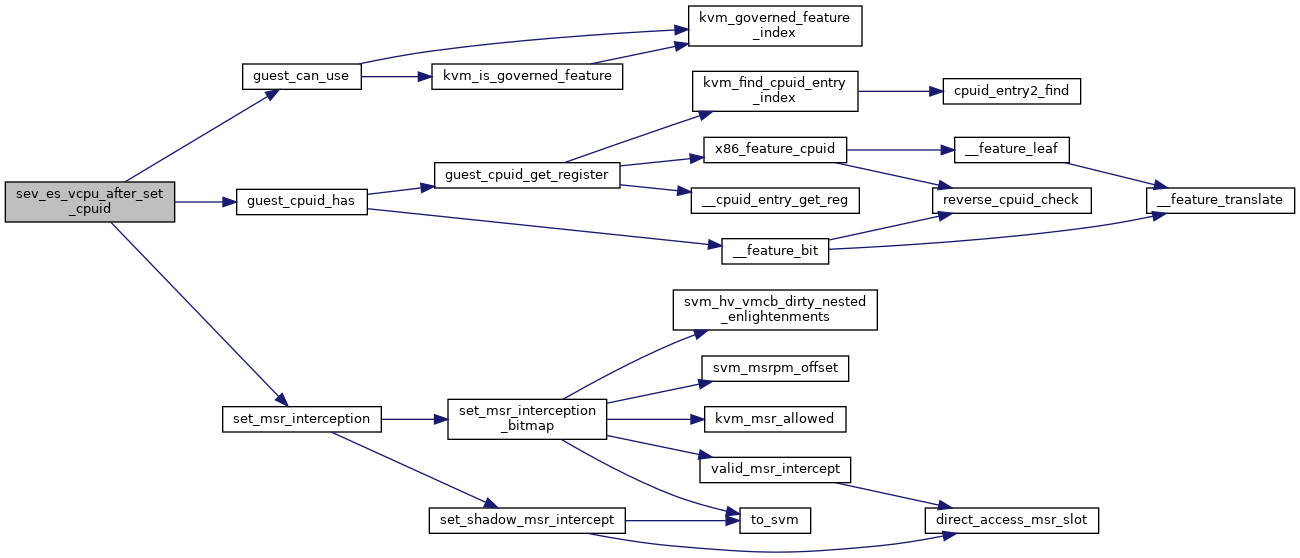 kvm_governed_feature
_index
guest_can_use
kvm_is_governed_feature
kvm_find_cpuid_entry
_index
cpuid_entry2_find
x86_feature_cpuid
__feature_leaf
guest_cpuid_get_register
sev_es_vcpu_after_set
_cpuid
guest_cpuid_has
__cpuid_entry_get_reg
reverse_cpuid_check
__feature_translate
__feature_bit
svm_hv_vmcb_dirty_nested
_enlightenments
svm_msrpm_offset
set_msr_interception
set_msr_interception
_bitmap
kvm_msr_allowed
valid_msr_intercept
set_shadow_msr_intercept
to_svm
direct_access_msr_slot